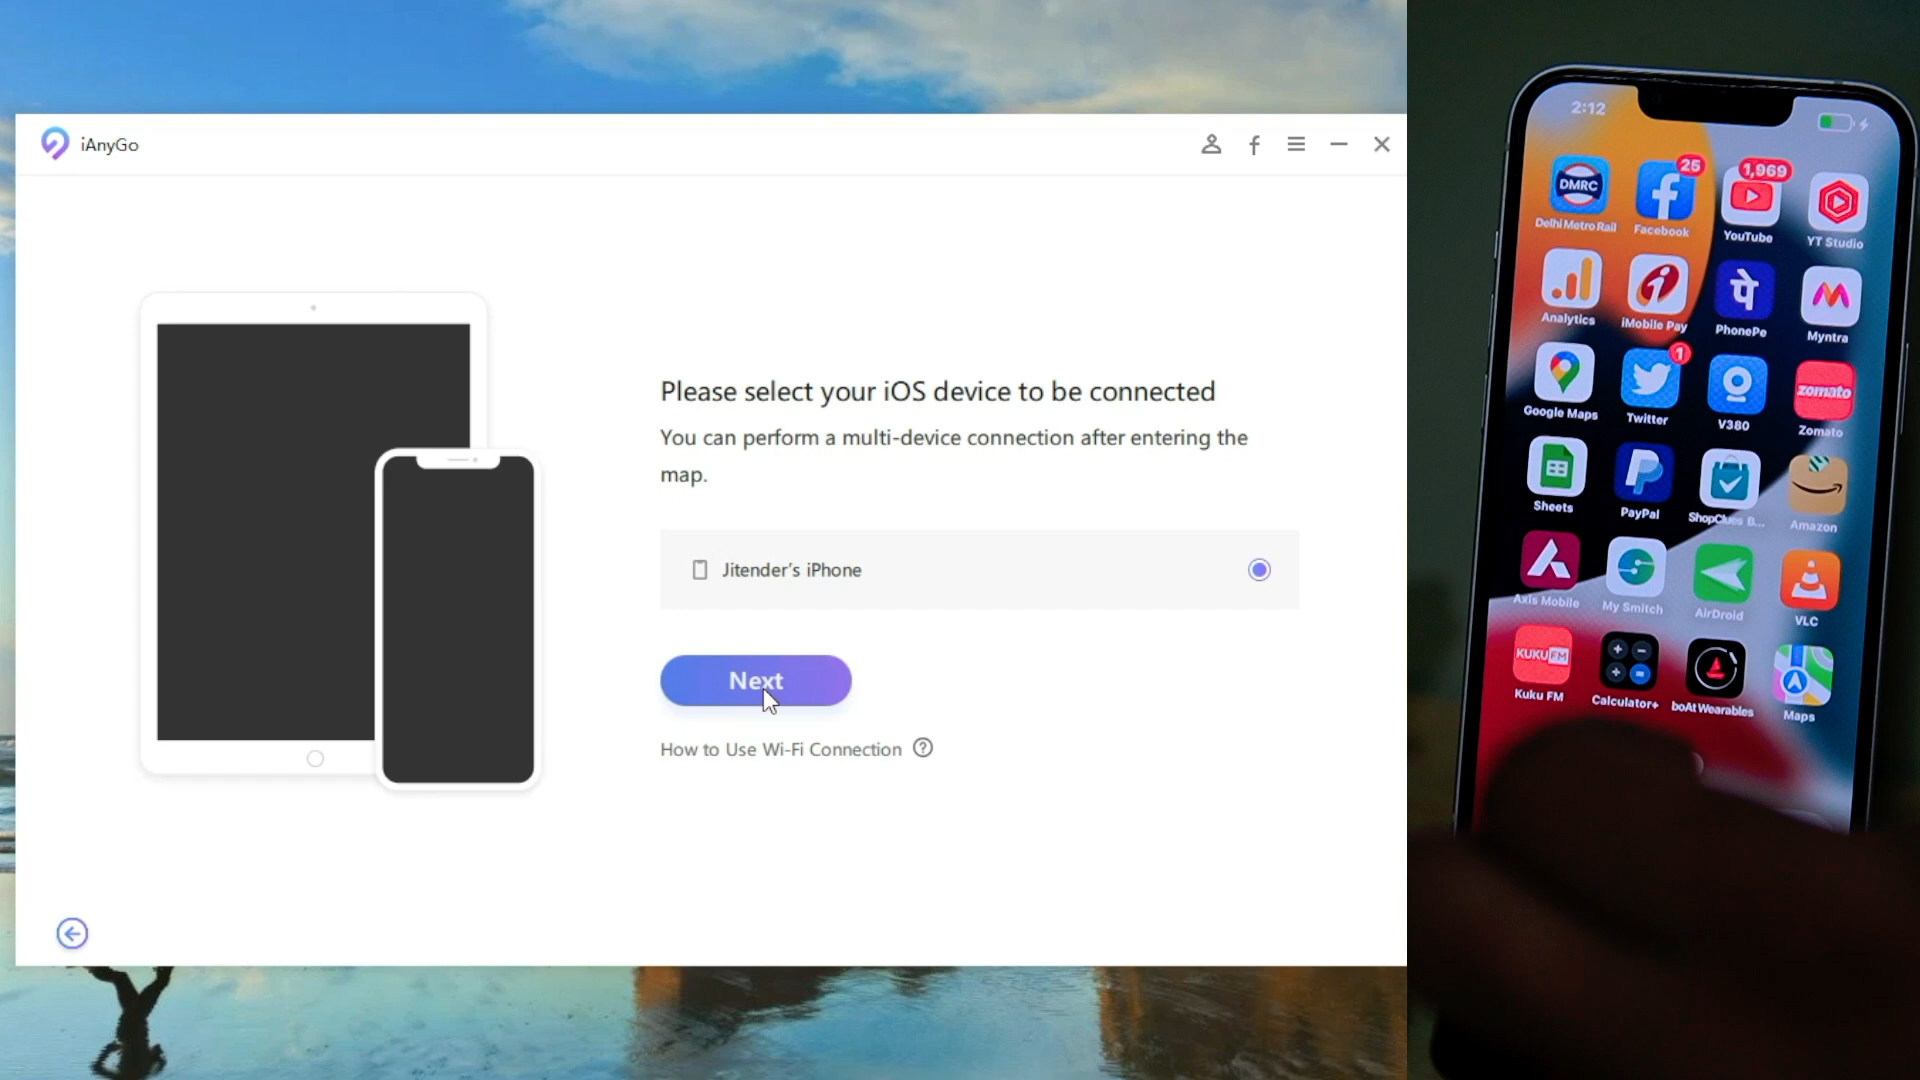 iAnyGo
Please select your iOS device to be connected
You can perform a multi-device connection after entering the
map.
Jitender’s iPhone
Next
How to Use Wi-Fi Connection
2:12
DMRC
25
1,969
Delhi Metro Rail
Facebook
YouTube
YT Studio
Analytics
iMobile Pay
पे
PhonePe
Myntra
1
zomato
Google Maps
Twitter
V380
Zomato
Sheets
PayPal
ShopClues B...
Amazon
Axis Mobile
My Smitch
AirDroid
VLC
KUKU FM
Kuku FM
Calculator+
boAt Wearables
Maps